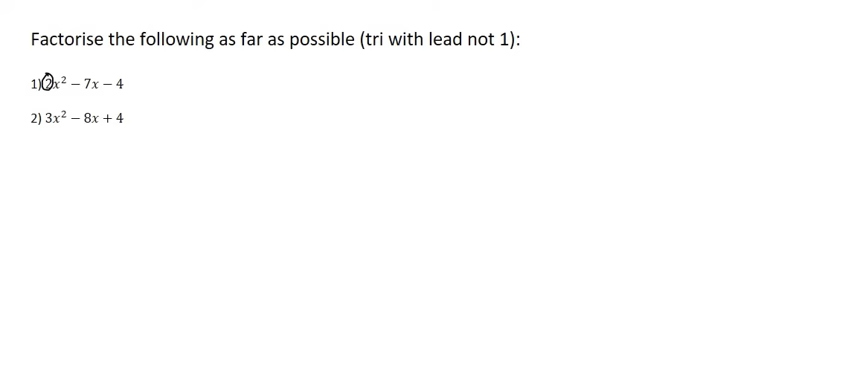 Factorise the following as far as possible (tri with lead not 1):
1) 2x² − 7x − 4
2) 3x² − 8x + 4